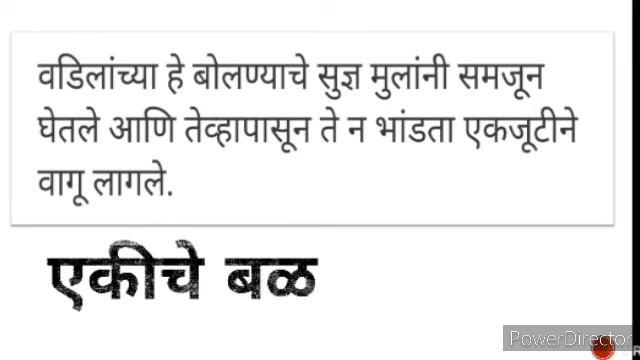 वडिलांच्या हे बोलण्याचे सुज्ञ मुलांनी समजून
घेतले आणि तेव्हापासून ते न भांडता एकजूटीने
वागू लागले.
एकीचे बळ
PowerDirector